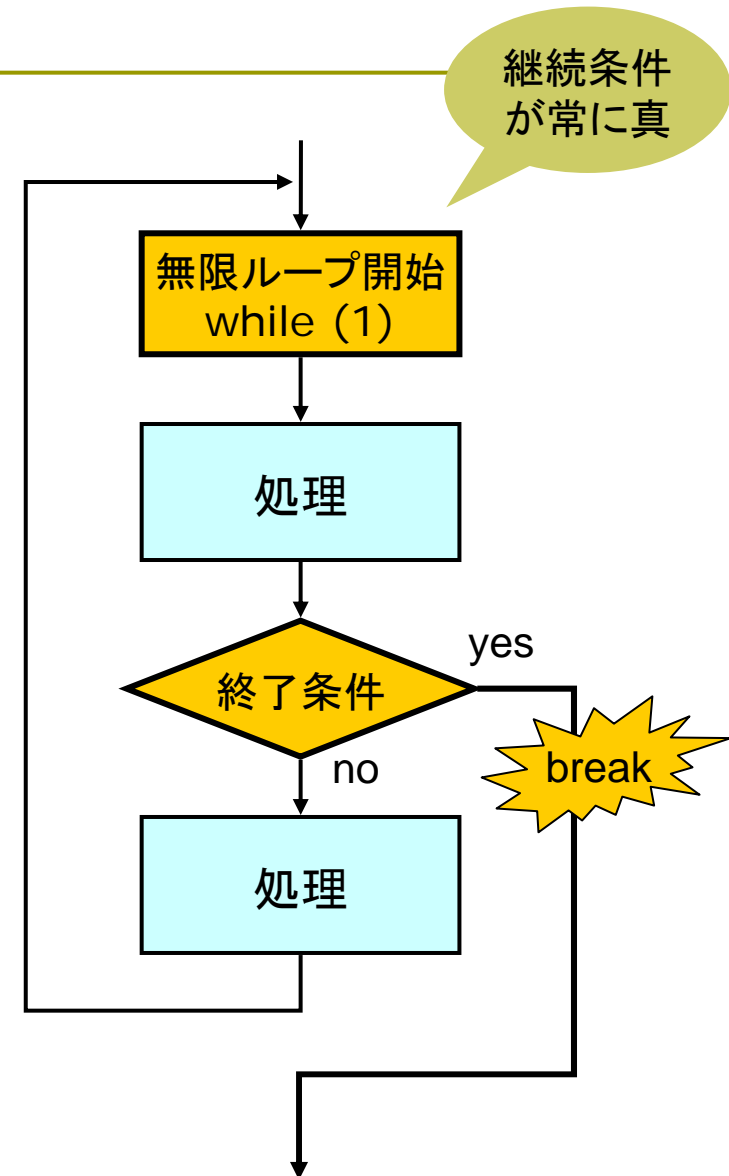 継続条件
が常に真
無限ループ開始
while (1)
処理
終了条件
yes
break
no
処理